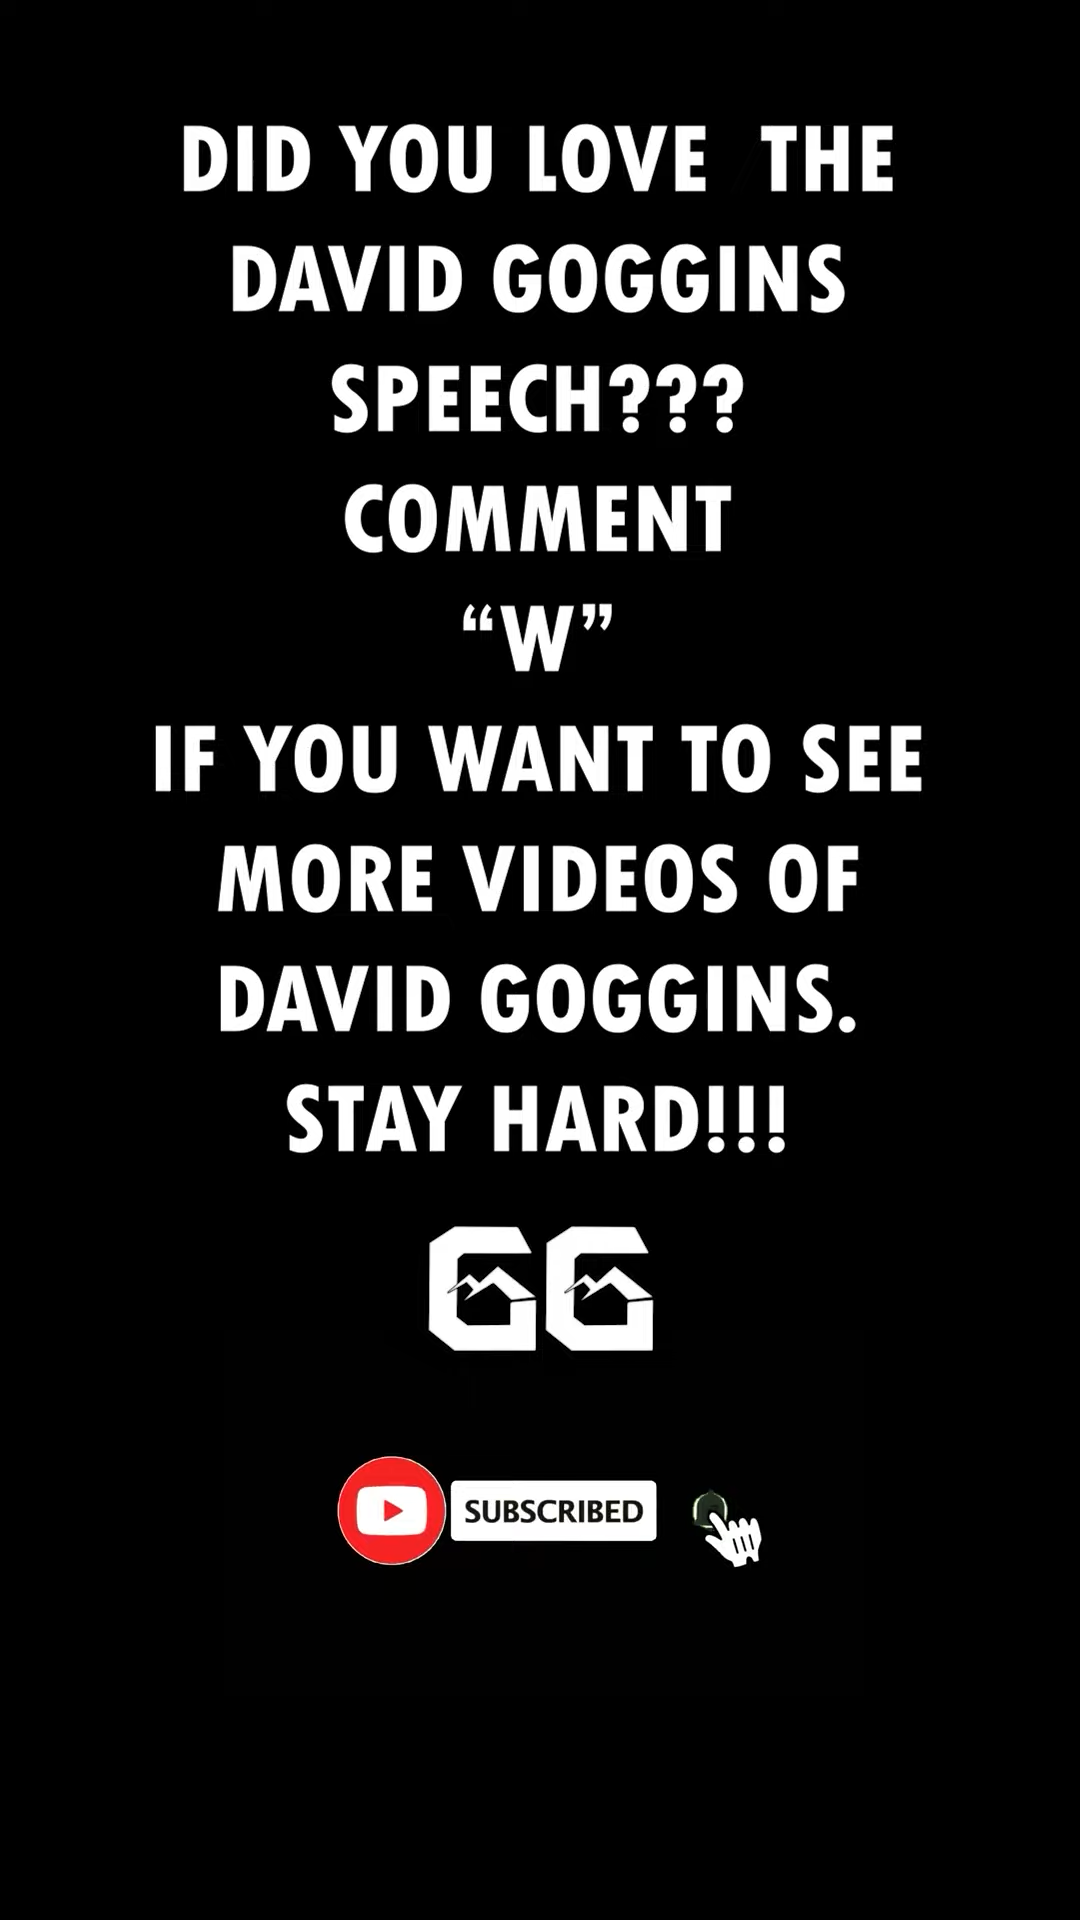 DID YOU LOVE THE
DAVID GOGGINS
SPEECH???
COMMENT
“W”
IF YOU WANT TO SEE
MORE VIDEOS OF
DAVID GOGGINS.
STAY HARD!!!
GG
SUBSCRIBED